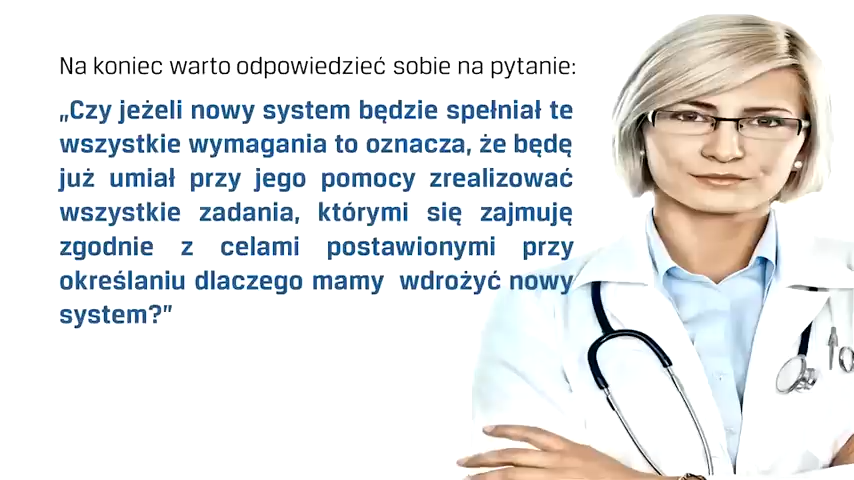 Na koniec warto odpowiedzieć sobie na pytanie:
„Czy jeżeli nowy system będzie spełniał te
wszystkie wymagania to oznacza, że będę
już umiał przy jego pomocy zrealizować
wszystkie zadania, którymi się zajmuję
zgodnie z celami postawionymi przy
określaniu dlaczego mamy wdrożyć nowy
system?”